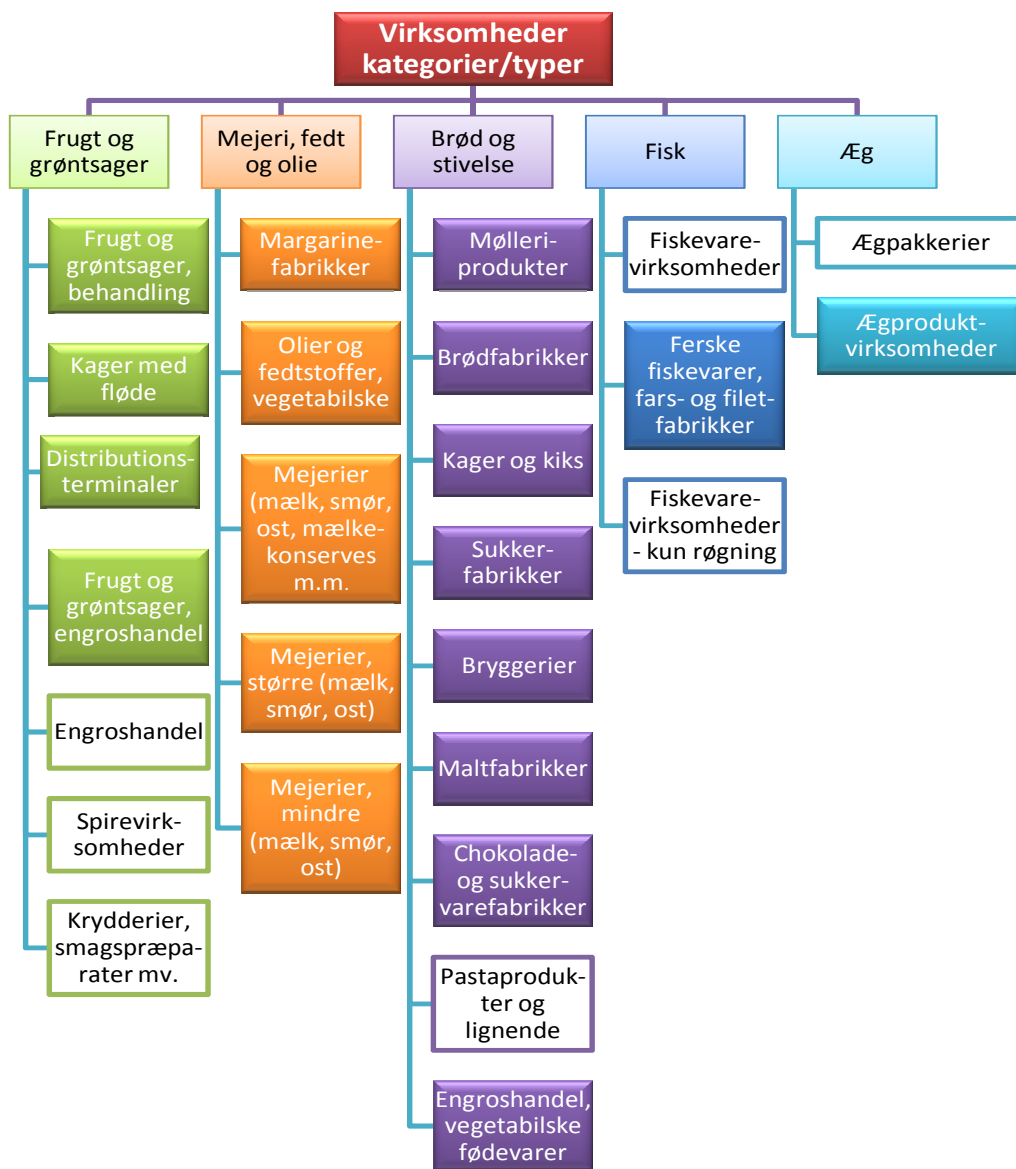 Virksomheder
kategorier/typer
Frugt og
grøntsager
Frugt og
grøntsager,
behandling
Kager med
fløde
Distributions-
terminaler
Frugt og
grøntsager,
engroshandel
Engroshandel
Spirevirk-
somheder
Krydderier,
smagspræpa-
rater mv.
Mejeri, fedt
og olie
Margarine-
fabrikker
Olier og
fedtstoffer,
vegetabilske
Mejerier
(mælk, smør,
ost, mælke-
konserves
m.m.
Mejerier,
større (mælk,
smør, ost)
Mejerier,
mindre
(mælk, smør,
ost)
Brød og
stivelse
Mølleri-
produkter
Brødfabrikker
Kager og kiks
Sukker-
fabrikker
Bryggerier
Maltfabrikker
Chokolade-
og sukker-
varefabrikker
Pastaproduk-
ter og
lignende
Engroshandel,
vegetabilske
fødevarer
Fisk
Fiskevare-
virksomheder
Ferske
fiskevarer,
fars- og filet-
fabrikker
Fiskevare-
virksomheder
- kun røgning
Æg
Ægpakkerier
Ægprodukt-
virksomheder